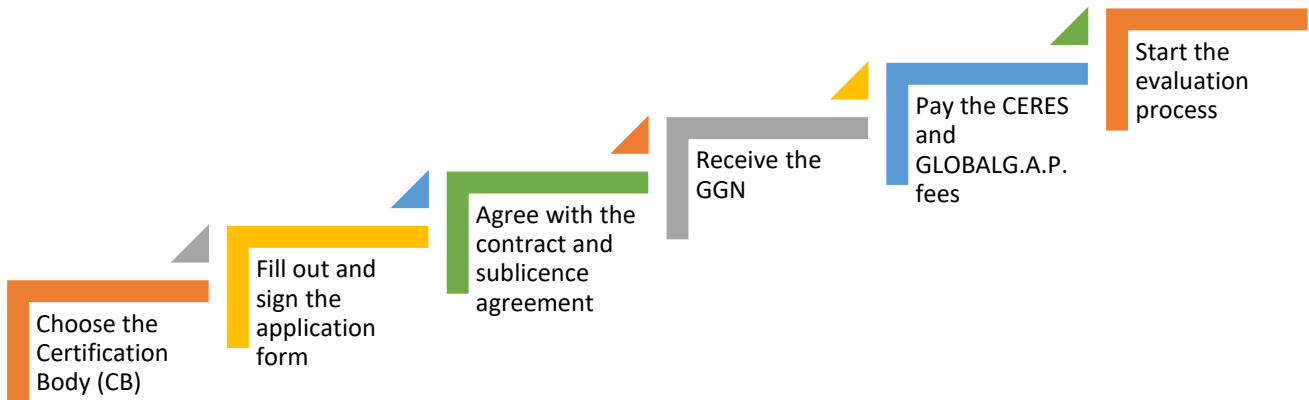 Choose the
Certification
Body (CB)
Fill out and
sign the
application
form
Agree with the
contract and
sublicence
agreement
Receive the
GGN
Pay the CERES
and
GLOBALG.A.P.
fees
Start the
evaluation
process